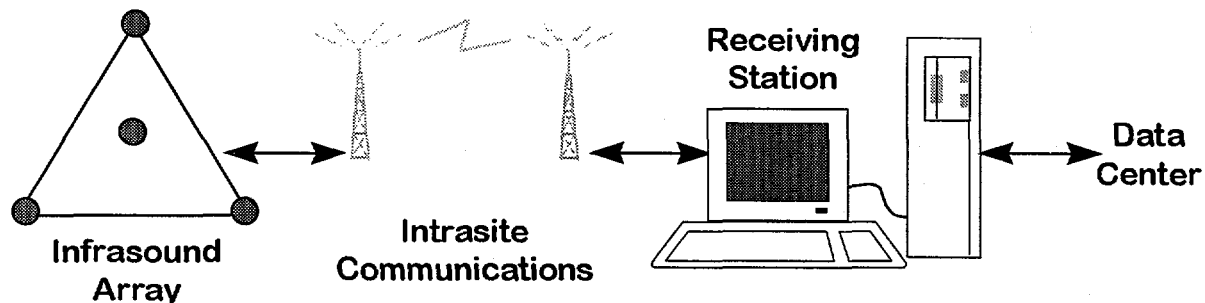 Infrasound
Array
Intrasite
Communications
Receiving
Station
Data
Center